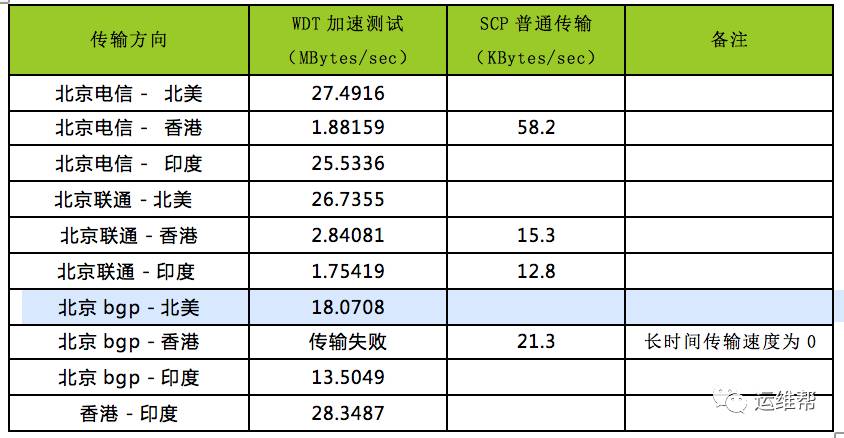 传输方向 WDT 加速测试 （MBytes/sec） SCP 普通传输 （KBytes/sec） 备注
北京电信 - 北美 27.4916
北京电信 - 香港 1.88159 58.2
北京电信 - 印度 25.5336
北京联通 - 北美 26.7355
北京联通 - 香港 2.84081 15.3
北京联通 - 印度 1.75419 12.8
北京 bgp - 北美 18.0708
北京 bgp - 香港 传输失败 21.3 长时间传输速度为 0
北京 bgp - 印度 13.5049
香港 - 印度 28.3487
运维帮